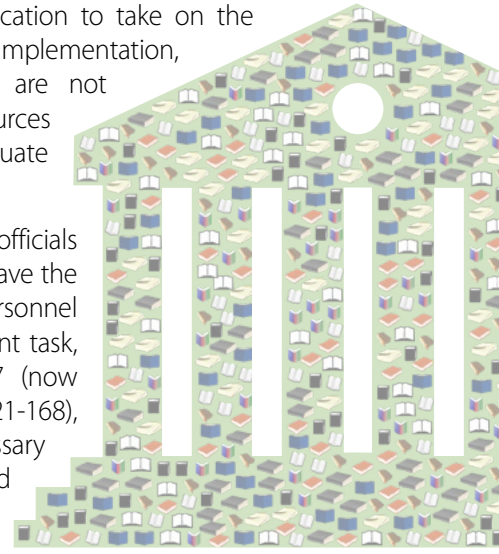 cation to take on the
implementation,
are not
urces
uate
officials
ave the
rsonnel
nt task,
7 (now
21-168),
ssary
d